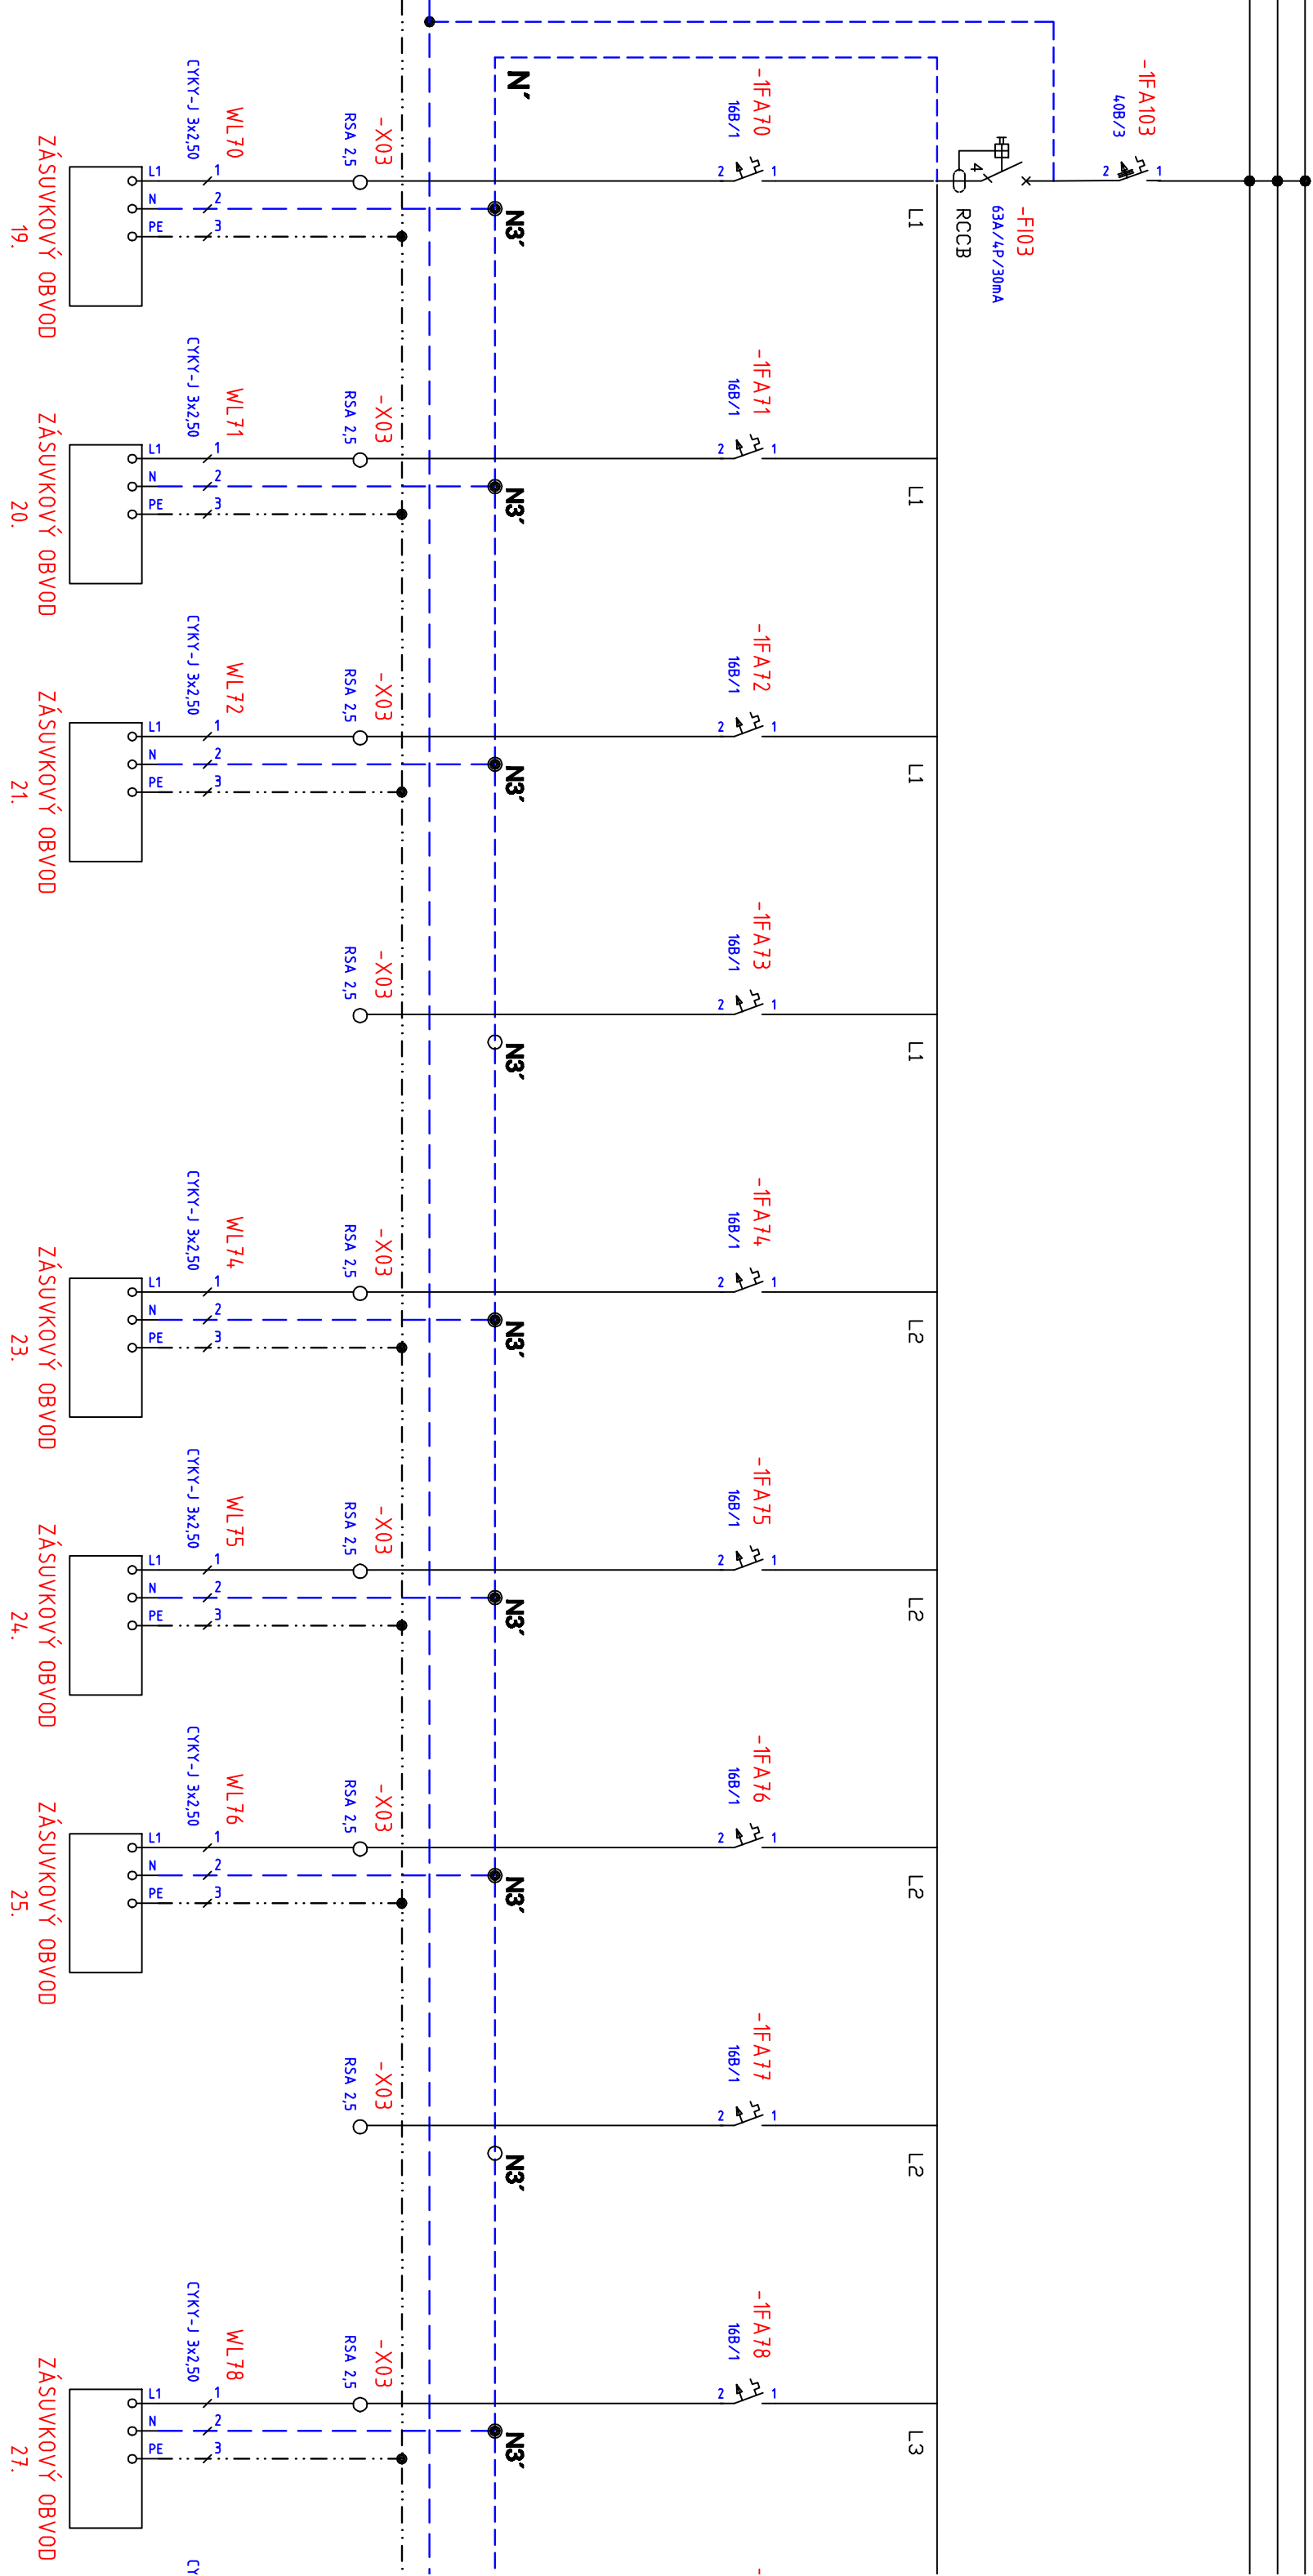 -1FA103
40B/3
1
2
-FI03
63A/4P/30mA
RCCB
4
N'
-1FA70
16B/1
1
2
L1
N3'
-X03
RSA 2,5
WL70
CYKY-J 3x2,50
L1
1
N
2
PE
3
ZÁSUVKOVÝ OBVOD
19.
-1FA71
16B/1
1
2
L1
N3'
-X03
RSA 2,5
WL71
CYKY-J 3x2,50
L1
1
N
2
PE
3
ZÁSUVKOVÝ OBVOD
20.
-1FA72
16B/1
1
2
L1
N3'
-X03
RSA 2,5
WL72
CYKY-J 3x2,50
L1
1
N
2
PE
3
ZÁSUVKOVÝ OBVOD
21.
-1FA73
16B/1
1
2
L1
N3'
-X03
RSA 2,5
-1FA74
16B/1
1
2
L2
N3'
-X03
RSA 2,5
WL74
CYKY-J 3x2,50
L1
1
N
2
PE
3
ZÁSUVKOVÝ OBVOD
23.
-1FA75
16B/1
1
2
L2
N3'
-X03
RSA 2,5
WL75
CYKY-J 3x2,50
L1
1
N
2
PE
3
ZÁSUVKOVÝ OBVOD
24.
-1FA76
16B/1
1
2
L2
N3'
-X03
RSA 2,5
WL76
CYKY-J 3x2,50
L1
1
N
2
PE
3
ZÁSUVKOVÝ OBVOD
25.
-1FA77
16B/1
1
2
L2
N3'
-X03
RSA 2,5
-1FA78
16B/1
1
2
L3
N3'
-X03
RSA 2,5
WL78
CYKY-J 3x2,50
L1
1
N
2
PE
3
ZÁSUVKOVÝ OBVOD
27.
CY
-